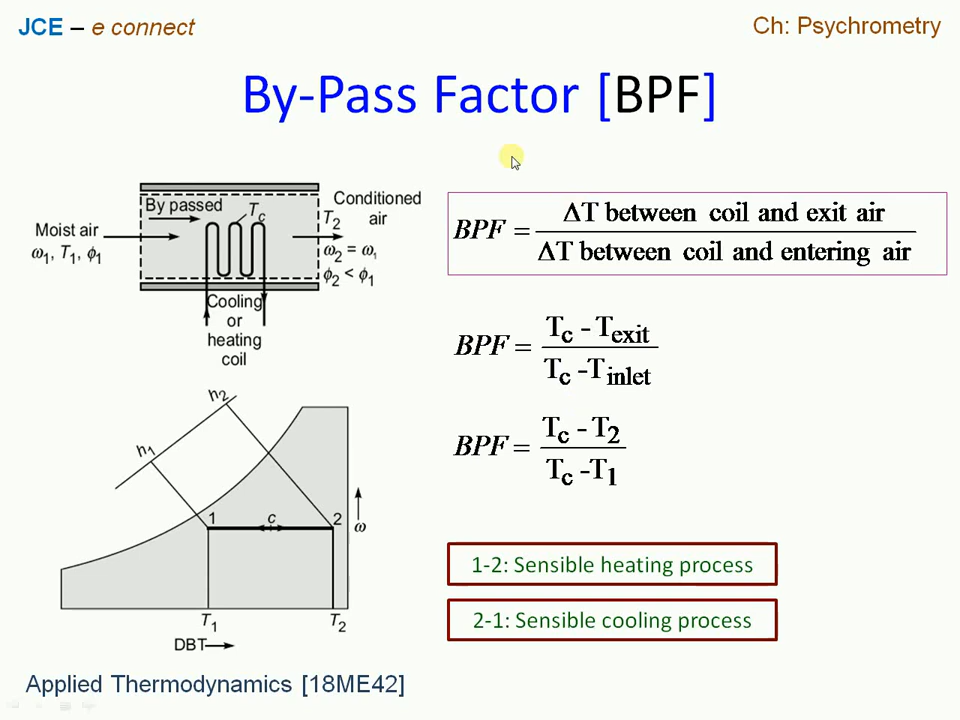 JCE – e connect
Ch: Psychrometry
By-Pass Factor [BPF]
By passed
T_c
Conditioned
air
Moist air
ω₁, T₁, ϕ₁
T₂
ω₂ = ω₁
ϕ₂ < ϕ₁
Cooling
or
heating
coil
BPF = ΔT between coil and exit air / ΔT between coil and entering air
BPF = T_c - T_exit / T_c - T_inlet
BPF = T_c - T₂ / T_c - T₁
h₂
h₁
1
c
2
ω
T₁
T₂
DBT
1-2: Sensible heating process
2-1: Sensible cooling process
Applied Thermodynamics [18ME42]